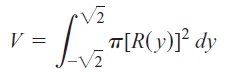 V = ∫_{-√2}^{√2} π[R(y)]² dy